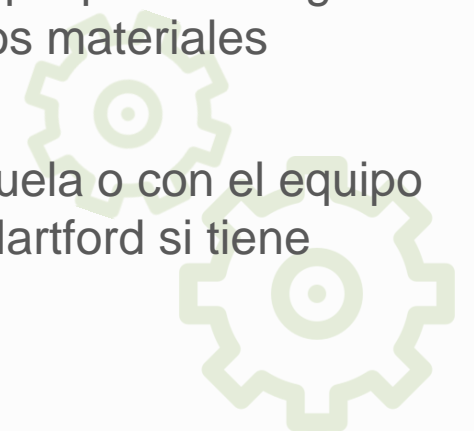 os materiales
uela o con el equipo
lartford si tiene